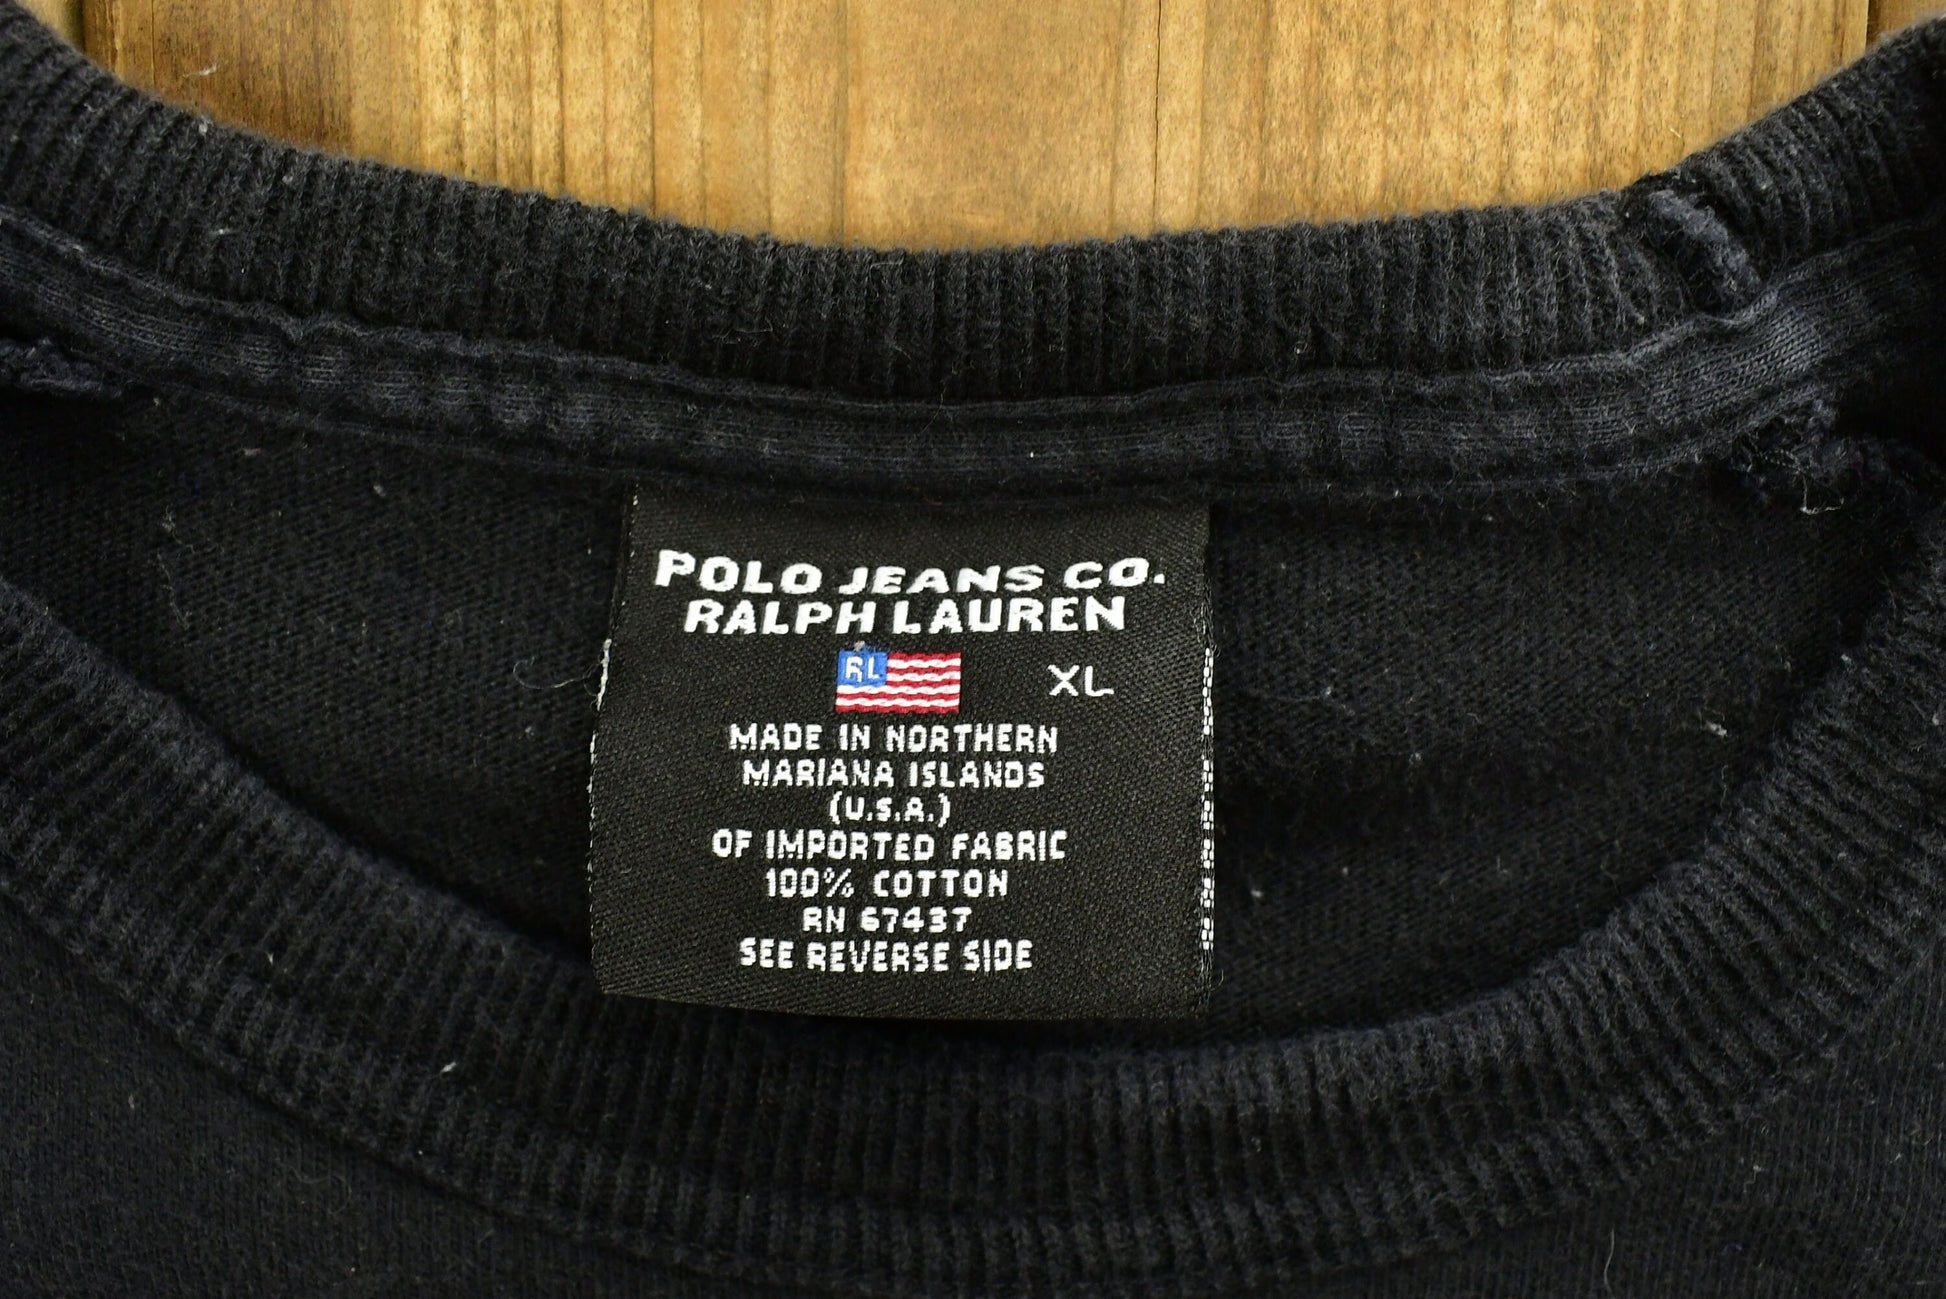 POLO JEANS CO.
RALPH LAUREN
RL XL
MADE IN NORTHERN
MARIANA ISLANDS
(U.S.A.)
OF IMPORTED FABRIC
100% COTTON
RN 67437
SEE REVERSE SIDE